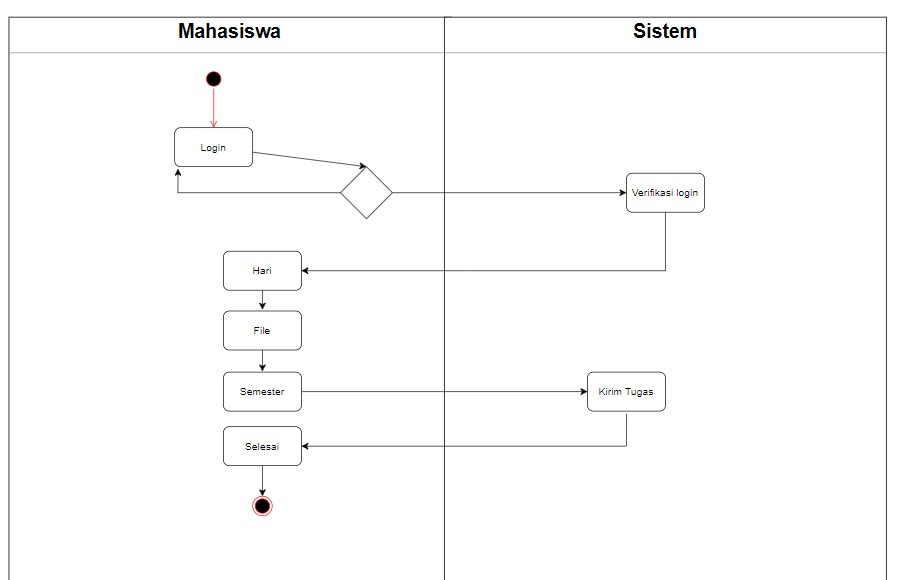 Mahasiswa
Sistem
Login
Verifikasi login
Hari
File
Semester
Kirim Tugas
Selesai